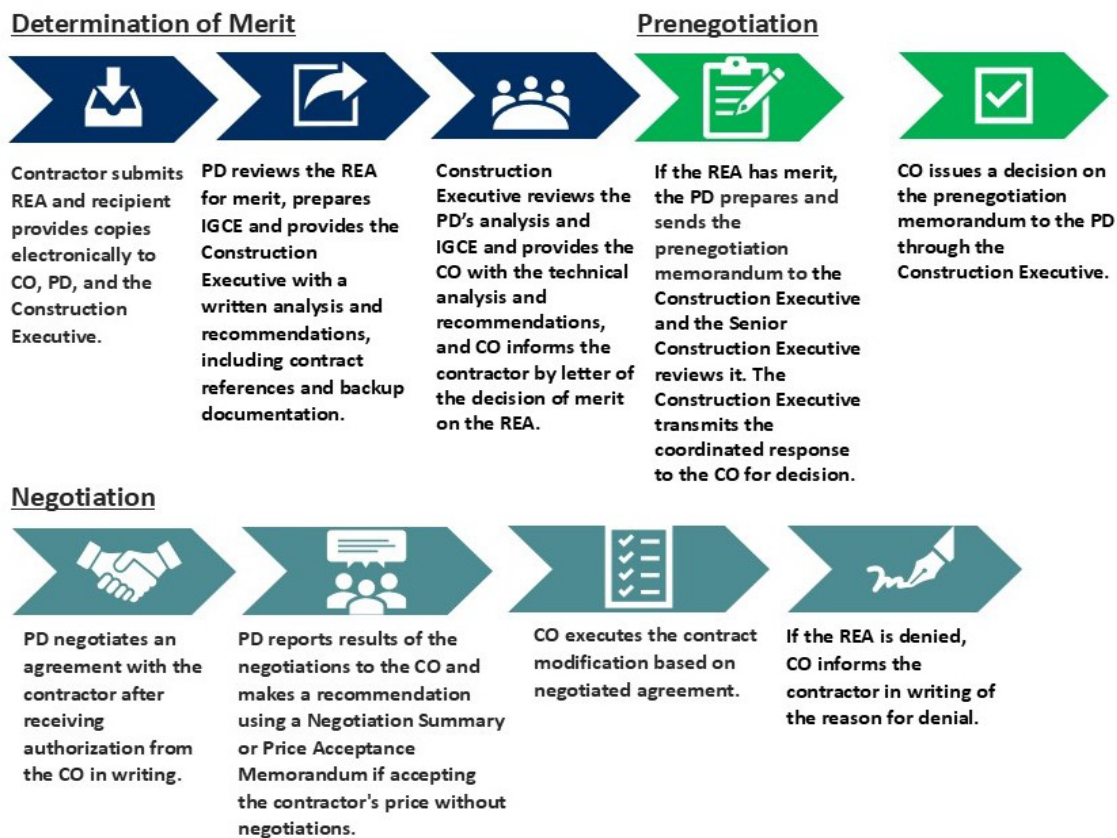 Determination of Merit
Contractor submits
REA and recipient
provides copies
electronically to
CO, PD, and the
Construction
Executive.
PD reviews the REA
for merit, prepares
IGCE and provides the
Construction
Executive with a
written analysis and
recommendations,
including contract
references and backup
documentation.
Construction
Executive reviews the
PD's analysis and
IGCE and provides the
CO with the technical
analysis and
recommendations,
and CO informs the
contractor by letter of
the decision of merit
on the REA.
Prenegotiation
If the REA has merit,
the PD prepares and
sends the
prenegotiation
memorandum to the
Construction Executive
and the Senior
Construction Executive
reviews it. The
Construction Executive
transmits the
coordinated response
to the CO for decision.
CO issues a decision on
the prenegotiation
memorandum to the PD
through the
Construction Executive.
Negotiation
PD negotiates an
agreement with the
contractor after
receiving
authorization from
the CO in writing.
PD reports results of the
negotiations to the CO and
makes a recommendation
using a Negotiation Summary
or Price Acceptance
Memorandum if accepting
the contractor's price without
negotiations.
CO executes the contract
modification based on
negotiated agreement.
If the REA is denied,
CO informs the
contractor in writing of
the reason for denial.